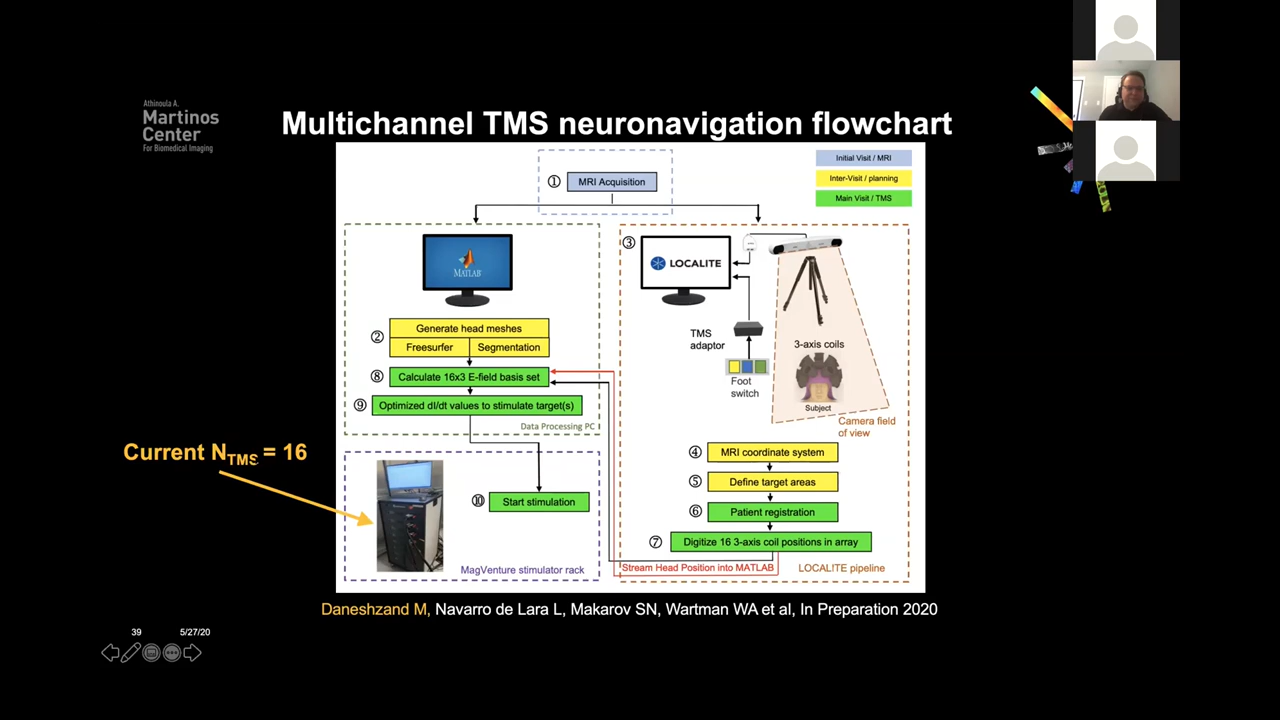 Athinoula A.
Martinos
Center
For Biomedical Imaging
Multichannel TMS neuronavigation flowchart
Initial Visit / MRI
Inter-Visit / planning
Main Visit / TMS
① MRI Acquisition
MATLAB
② Generate head meshes
Freesurfer Segmentation
⑧ Calculate 16x3 E-field basis set
⑨ Optimized dI/dt values to stimulate target(s)
Data Processing PC
③ LOCALITE
TMS
adaptor
Foot
switch
3-axis coils
Subject
Camera field
of view
④ MRI coordinate system
⑤ Define target areas
⑥ Patient registration
⑦ Digitize 16 3-axis coil positions in array
Stream Head Position into MATLAB
LOCALITE pipeline
Current NTMS = 16
⑩ Start stimulation
MagVenture stimulator rack
Daneshzand M, Navarro de Lara L, Makarov SN, Wartman WA et al, In Preparation 2020
39 5/27/20